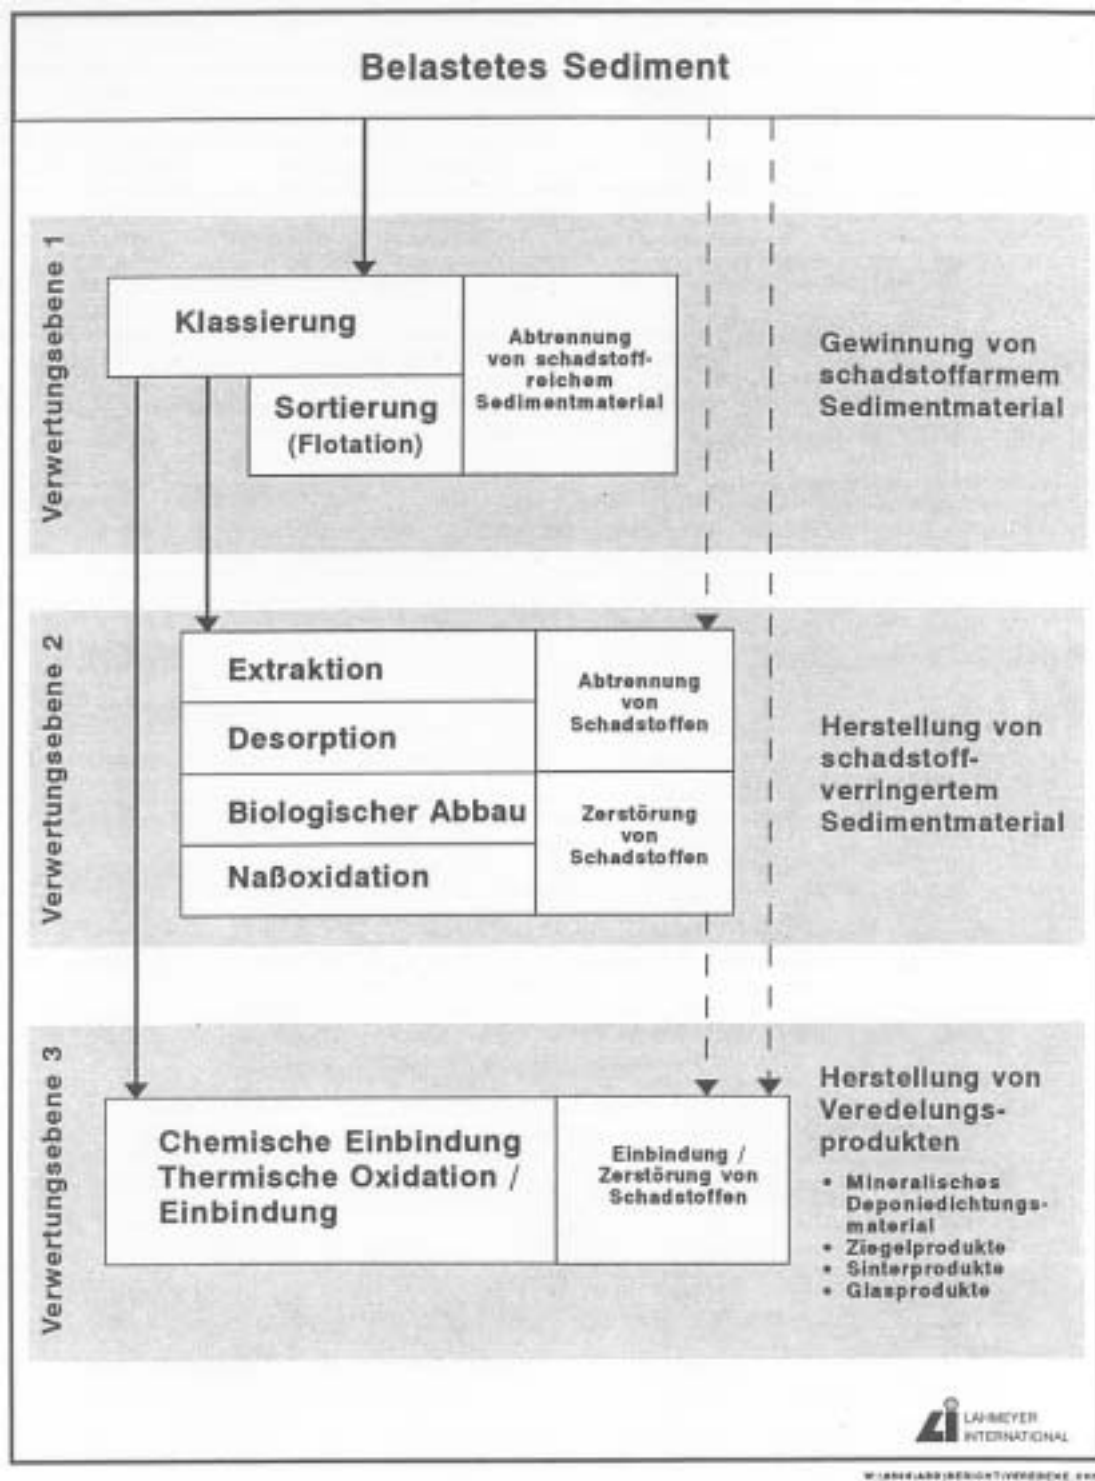 Belastetes Sediment
Verwertungsebene 1
Klassierung
Sortierung
(Flotation)
Abtrennung
von schadstoff-
reichem
Sedimentmaterial
Gewinnung von
schadstoffarmem
Sedimentmaterial
Verwertungsebene 2
Extraktion
Desorption
Biologischer Abbau
Naßoxidation
Abtrennung
von
Schadstoffen
Zerstörung
von
Schadstoffen
Herstellung von
schadstoff-
verringertem
Sedimentmaterial
Verwertungsebene 3
Chemische Einbindung
Thermische Oxidation /
Einbindung
Einbindung /
Zerstörung von
Schadstoffen
Herstellung von
Veredelungs-
produkten
• Mineralisches
Deponiedichtungs-
material
• Ziegelprodukte
• Sinterprodukte
• Glasprodukte
LAHMEYER
INTERNATIONAL